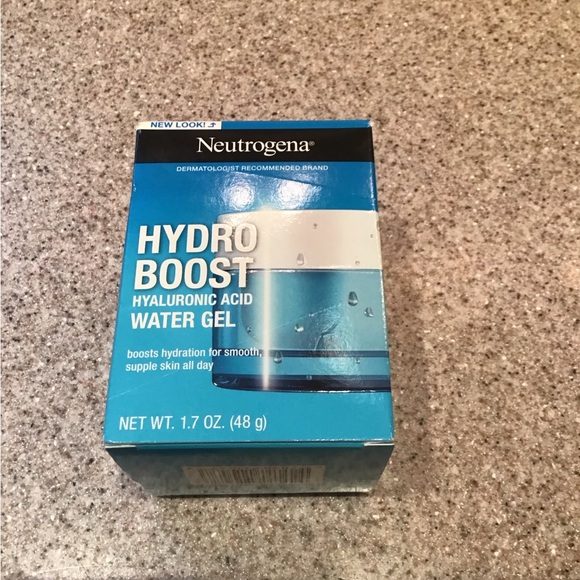 NEW LOOK!
Neutrogena®
DERMATOLOGIST RECOMMENDED BRAND
HYDRO
BOOST
HYALURONIC ACID
WATER GEL
boosts hydration for smooth,
supple skin all day
NET WT. 1.7 OZ. (48 g)